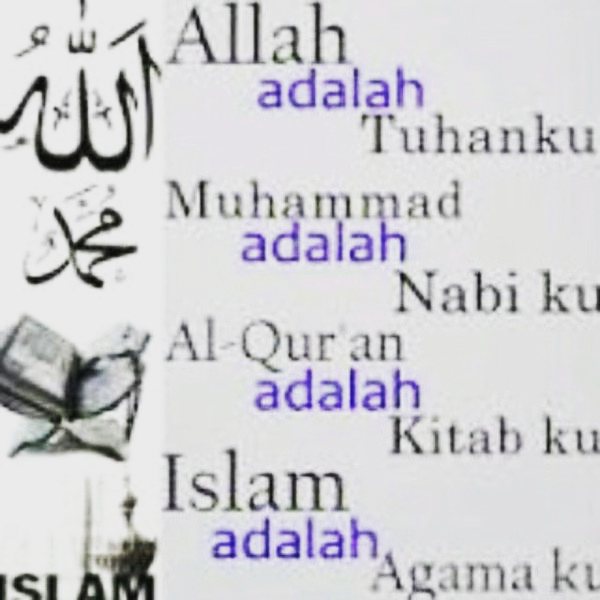 الله
Allah
adalah
Tuhanku
محمد
Muhammad
adalah
Nabi ku
Al-Qur'an
adalah
Kitab ku
Islam
adalah
Agama ku
ISLAM